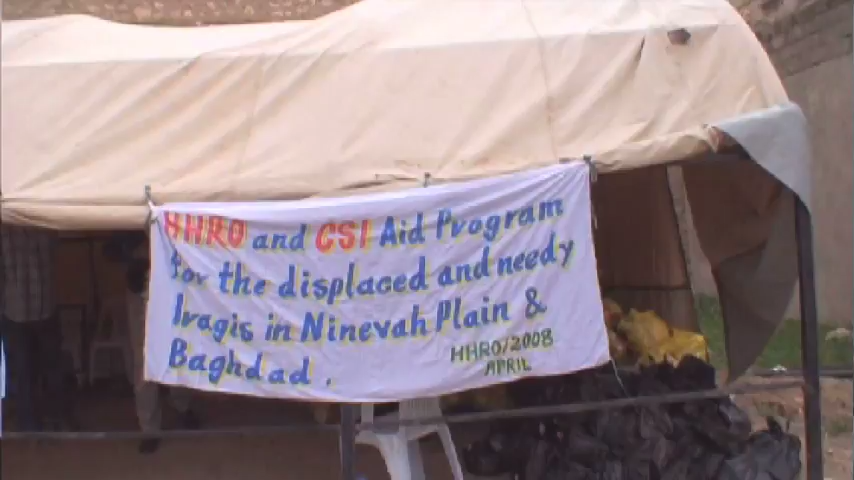 HHRO and CSI Aid Program
for the displaced and needy
Iraqis in Ninevah Plain &
Baghdad .
HHRO/2008
APRIL